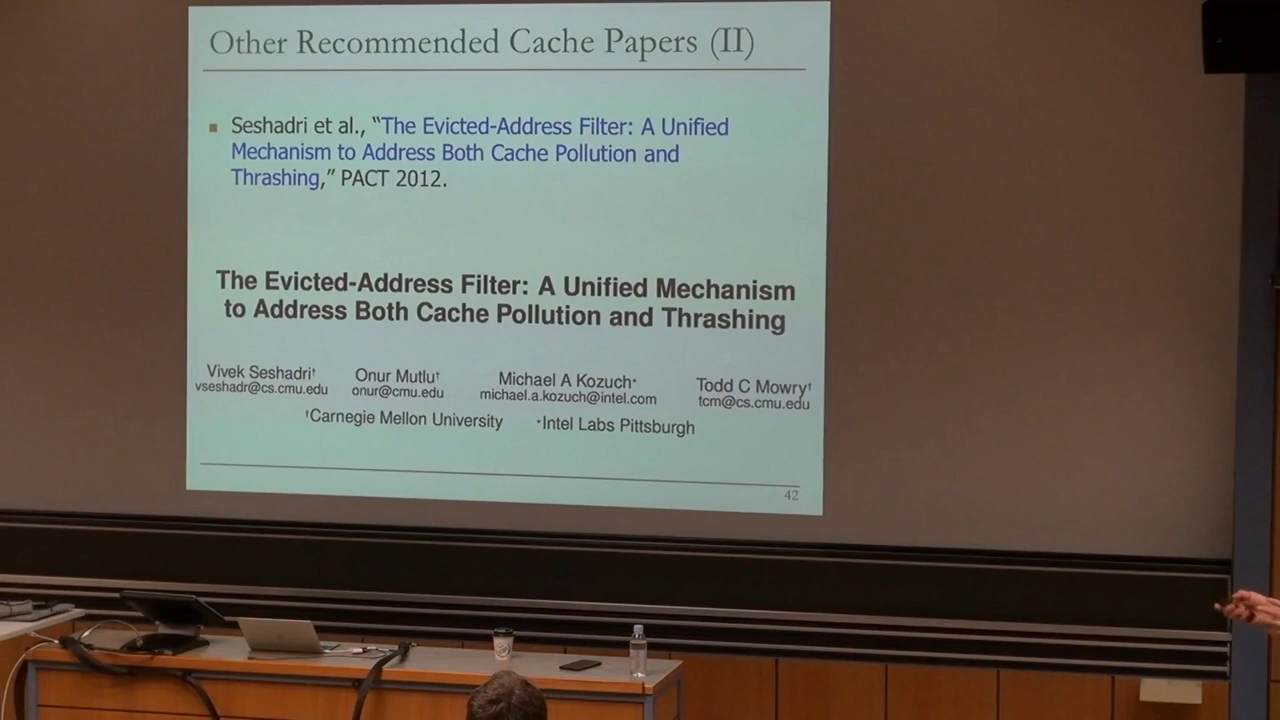 Other Recommended Cache Papers (II)
Seshadri et al., “The Evicted-Address Filter: A Unified
Mechanism to Address Both Cache Pollution and
Thrashing,” PACT 2012.
The Evicted-Address Filter: A Unified Mechanism
to Address Both Cache Pollution and Thrashing
Vivek Seshadri† Onur Mutlu† Michael A Kozuch⋆ Todd C Mowry†
vseshadr@cs.cmu.edu onur@cmu.edu michael.a.kozuch@intel.com tcm@cs.cmu.edu
†Carnegie Mellon University ⋆Intel Labs Pittsburgh
42